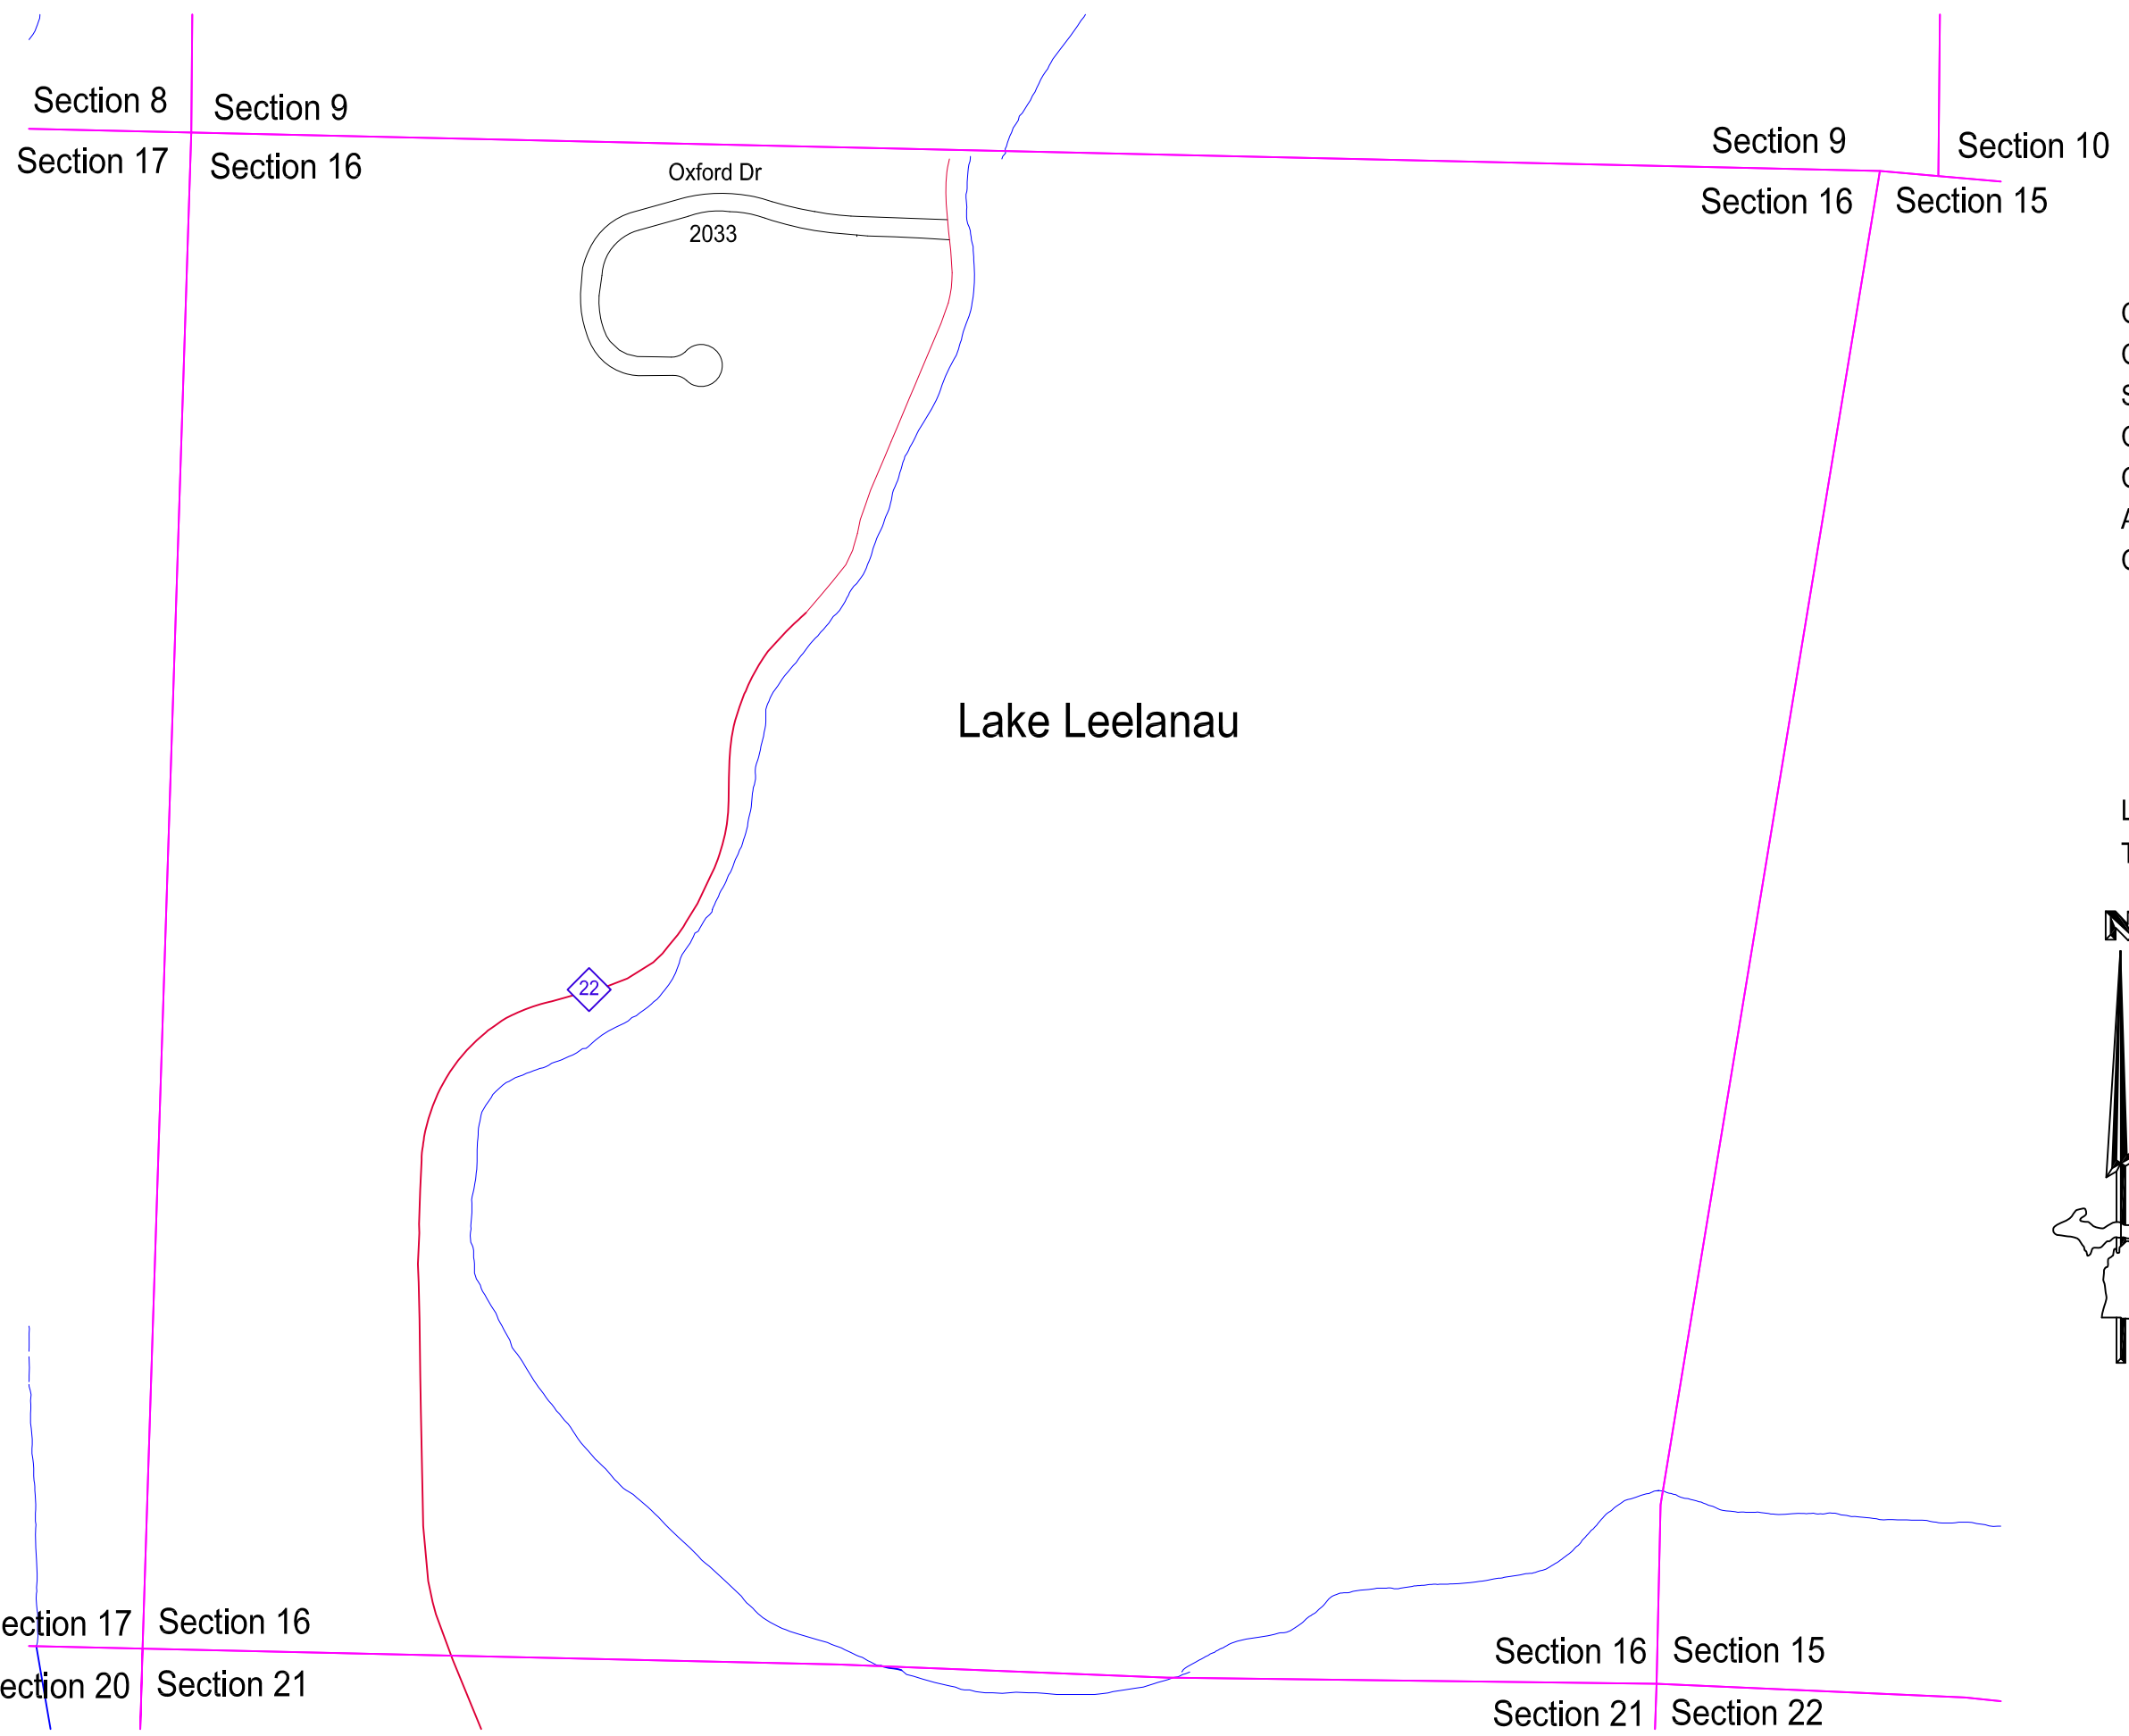 Section 8
Section 9
Section 9
Section 10
Section 17
Section 16
Oxford Dr
Section 16
Section 15
2033
Lake Leelanau
N
22
ection 17
Section 16
Section 16
Section 15
ection 20
Section 21
Section 21
Section 22